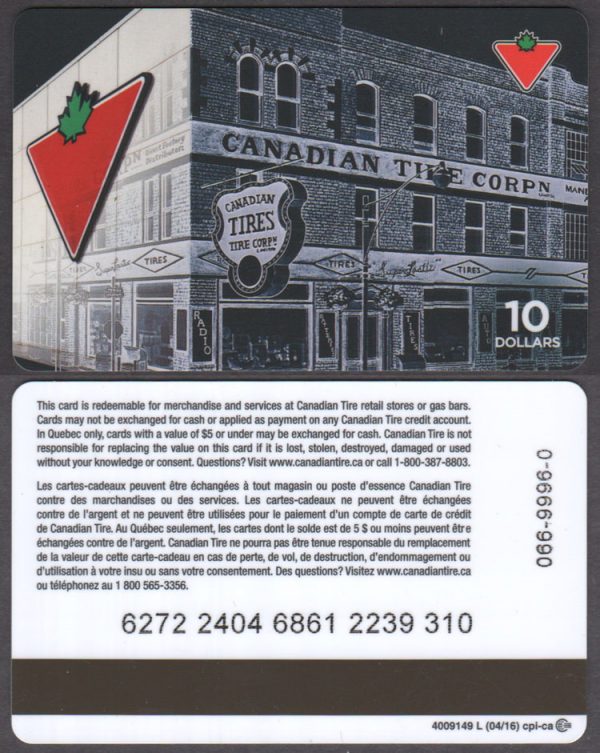 Direct Factory
Distributors
CANADIAN TIRE CORPN
LIMITED
CANADIAN
TIRES
TIRE CORPN
LIMITED
TIRES
SuperLastic
TIRES
SuperLastic
TIRES
RADIO
TIRES
AUTO
10
DOLLARS
This card is redeemable for merchandise and services at Canadian Tire retail stores or gas bars.
Cards may not be exchanged for cash or applied as payment on any Canadian Tire credit account.
In Quebec only, cards with a value of $5 or under may be exchanged for cash. Canadian Tire is not
responsible for replacing the value on this card if it is lost, stolen, destroyed, damaged or used
without your knowledge or consent. Questions? Visit www.canadiantire.ca or call 1-800-387-8803.
Les cartes-cadeaux peuvent être échangées à tout magasin ou poste d'essence Canadian Tire
contre des marchandises ou des services. Les cartes-cadeaux ne peuvent être échangées
contre de l'argent et ne peuvent être utilisées pour le paiement d'un compte de carte de crédit
de Canadian Tire. Au Québec seulement, les cartes dont le solde est de 5 $ ou moins peuvent être
échangées contre de l'argent. Canadian Tire ne pourra pas être tenue responsable du remplacement
de la valeur de cette carte-cadeau en cas de perte, de vol, de destruction, d'endommagement ou
d'utilisation à votre insu ou sans votre consentement. Des questions? Visitez www.canadiantire.ca
ou téléphonez au 1 800 565-3356.
066-9996-0
6272 2404 6861 2239 310
4009149 L (04/16) cpi-ca